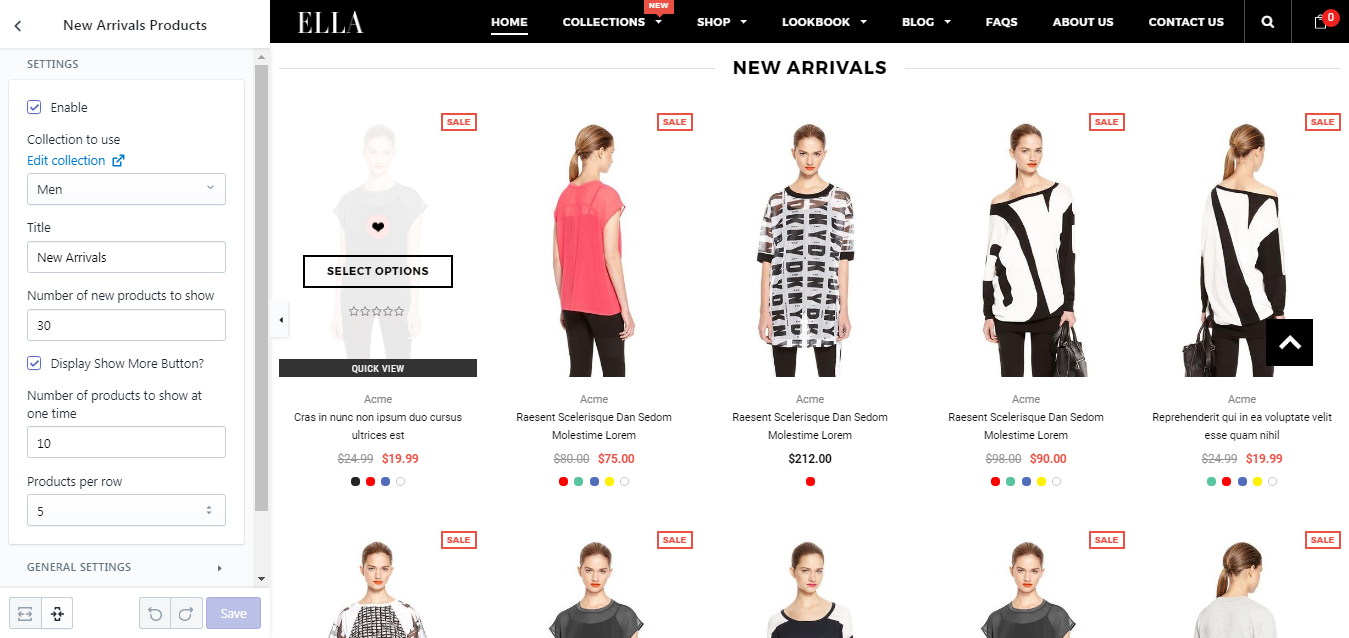 New Arrivals Products
SETTINGS
Enable
Collection to use
Edit collection
Men
Title
New Arrivals
Number of new products to show
30
Display Show More Button?
Number of products to show at
one time
10
Products per row
5
GENERAL SETTINGS
Save
ELLA
NEW
HOME COLLECTIONS SHOP LOOKBOOK BLOG FAQS ABOUT US CONTACT US 0
NEW ARRIVALS
SALE SALE SALE SALE
SELECT OPTIONS
QUICK VIEW
Acme Acme Acme Acme Acme
Cras in nunc non ipsum duo cursus Raesent Scelerisque Dan Sedom Raesent Scelerisque Dan Sedom Raesent Scelerisque Dan Sedom Reprehenderit qui in ea voluptate velit
ultrices est Molestime Lorem Molestime Lorem Molestime Lorem esse quam nihil
$24.99 $19.99 $80.00 $75.00 $212.00 $98.00 $90.00 $24.99 $19.99
SALE SALE SALE SALE